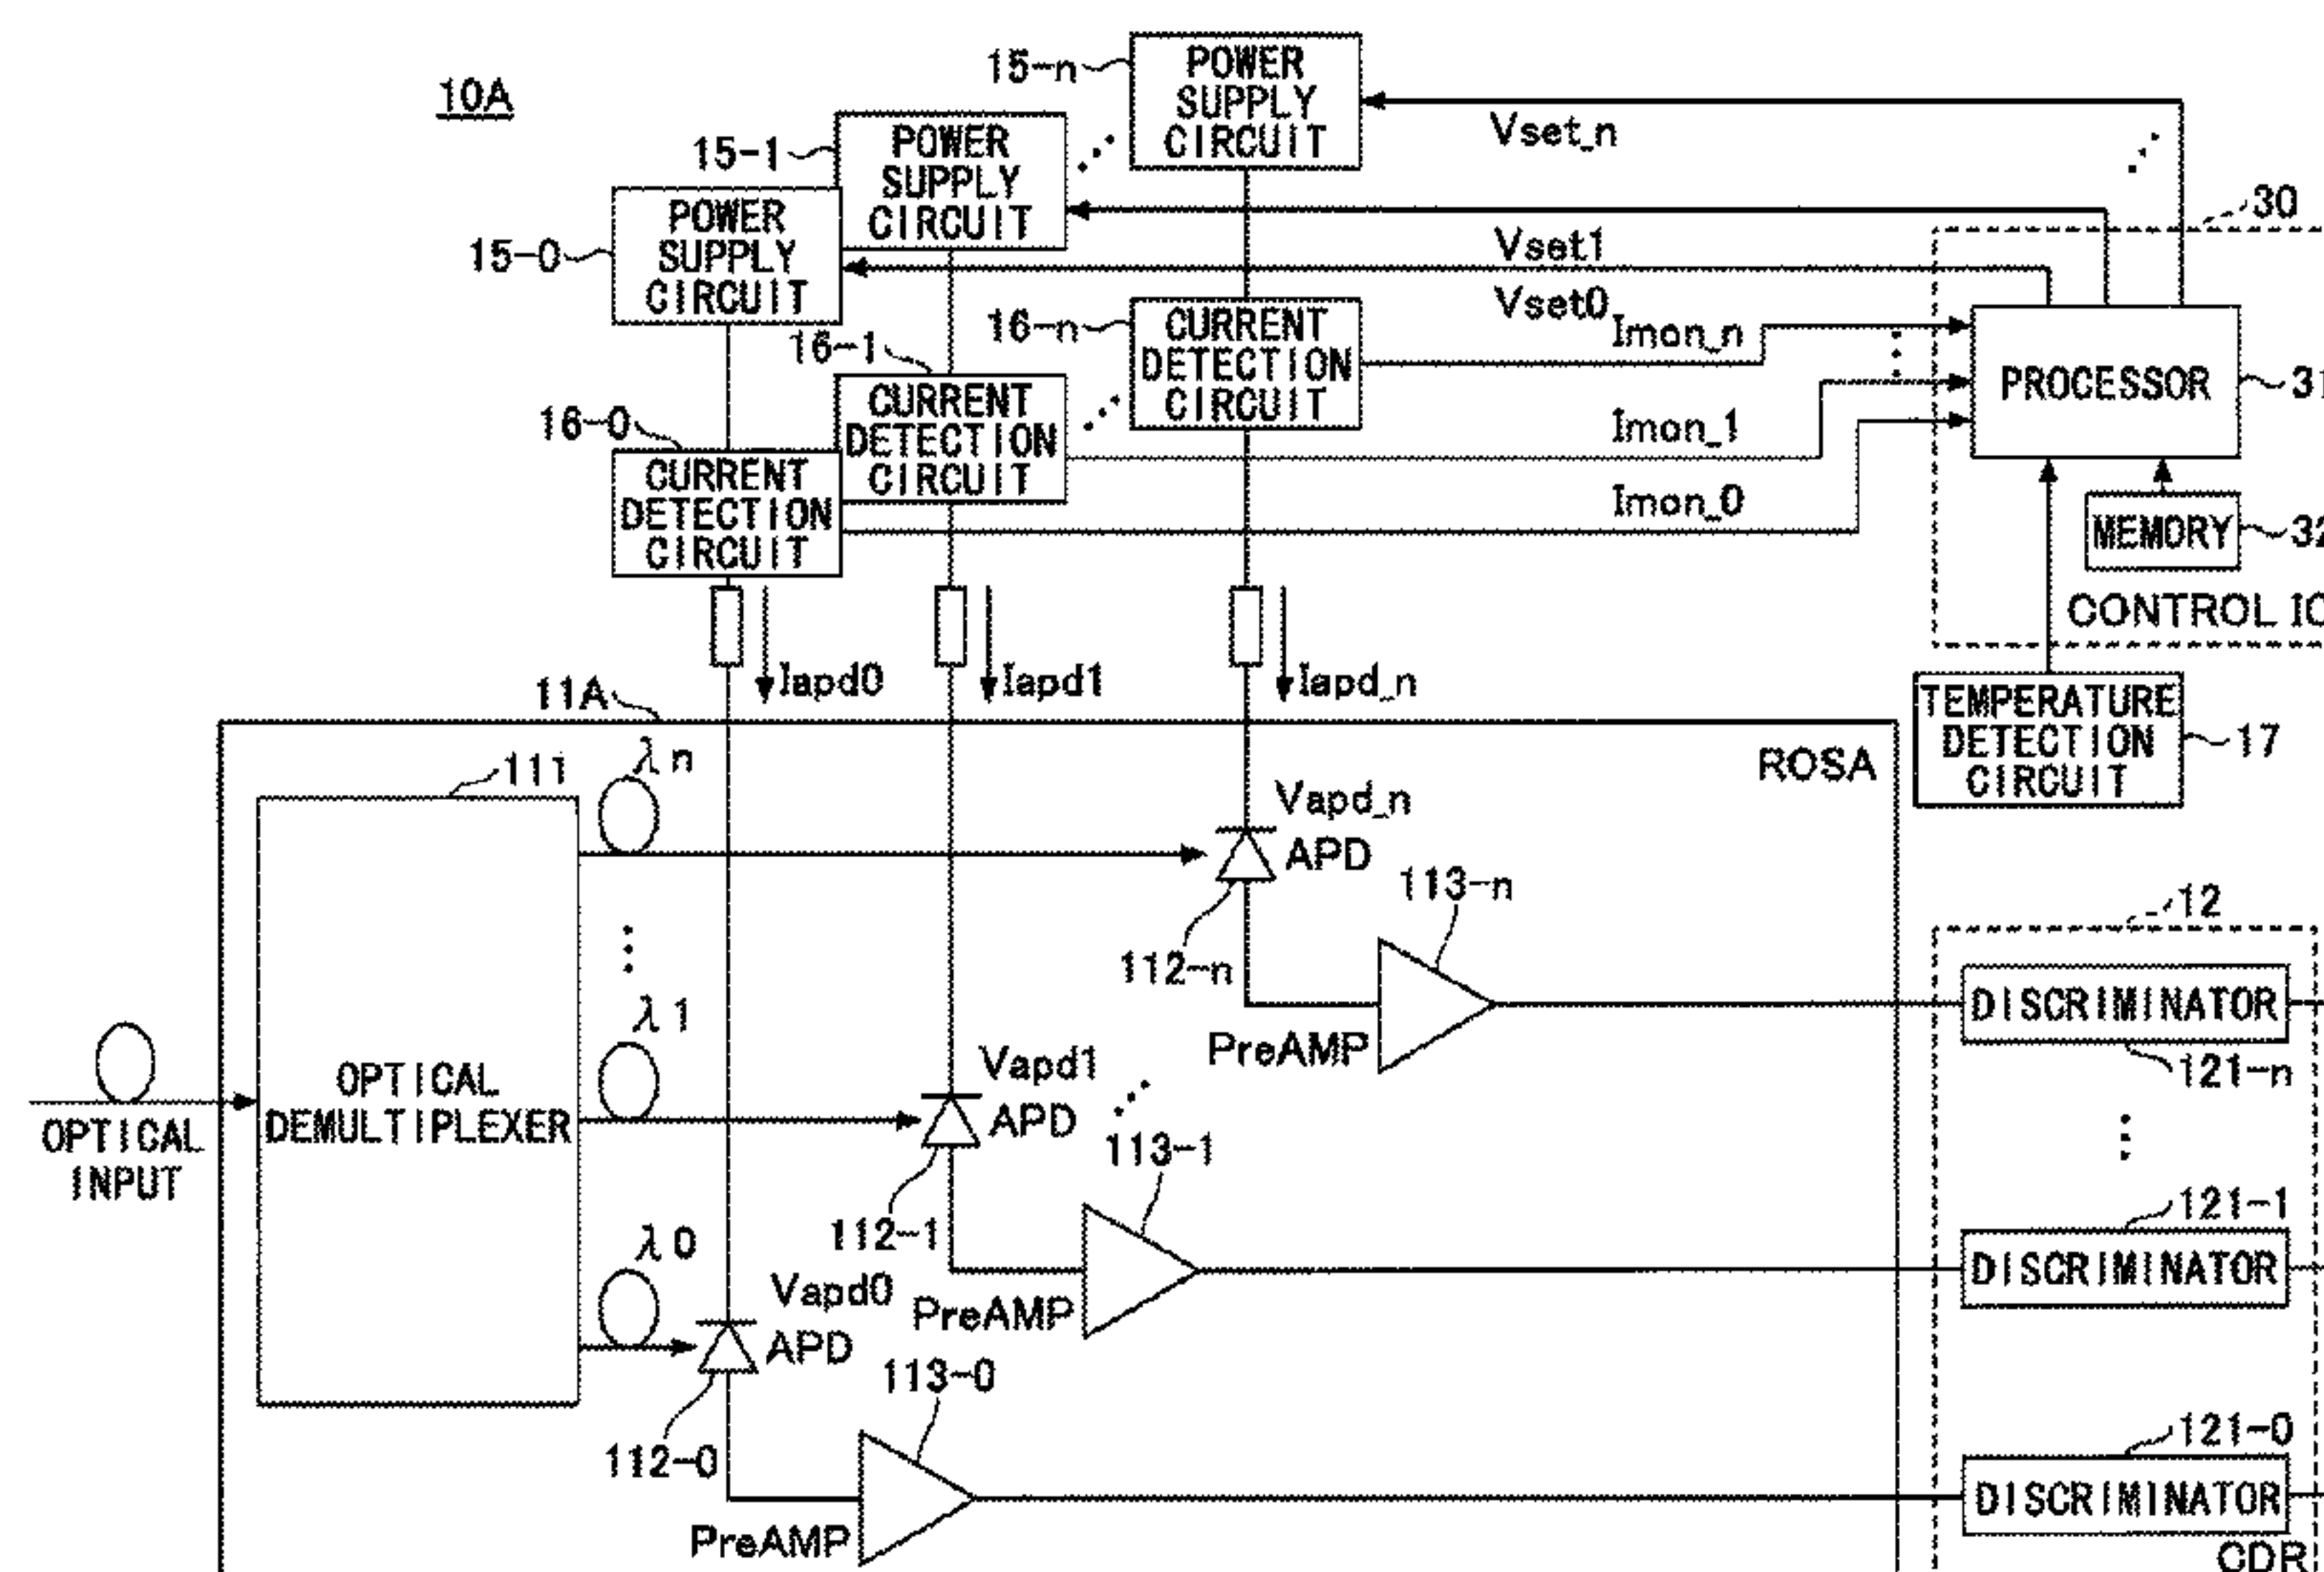 10A
15-n
POWER
SUPPLY
CIRCUIT
Vset_n
15-1
POWER
SUPPLY
CIRCUIT
30
15-0
POWER
SUPPLY
CIRCUIT
Vset1
Vset0
16-n
CURRENT
DETECTION
CIRCUIT
Imon_n
PROCESSOR
31
16-1
CURRENT
DETECTION
CIRCUIT
Imon_1
16-0
CURRENT
DETECTION
CIRCUIT
Imon_0
MEMORY
32
CONTROL IC
Iapd0
Iapd1
Iapd_n
11A
TEMPERATURE
DETECTION
CIRCUIT
17
ROSA
111
λn
Vapd_n
APD
113-n
112-n
12
PreAMP
DISCRIMINATOR
121-n
OPTICAL
INPUT
OPTICAL
DEMULTIPLEXER
λ1
Vapd1
APD
113-1
112-1
PreAMP
121-1
DISCRIMINATOR
λ0
Vapd0
APD
113-0
112-0
PreAMP
121-0
DISCRIMINATOR
CDR